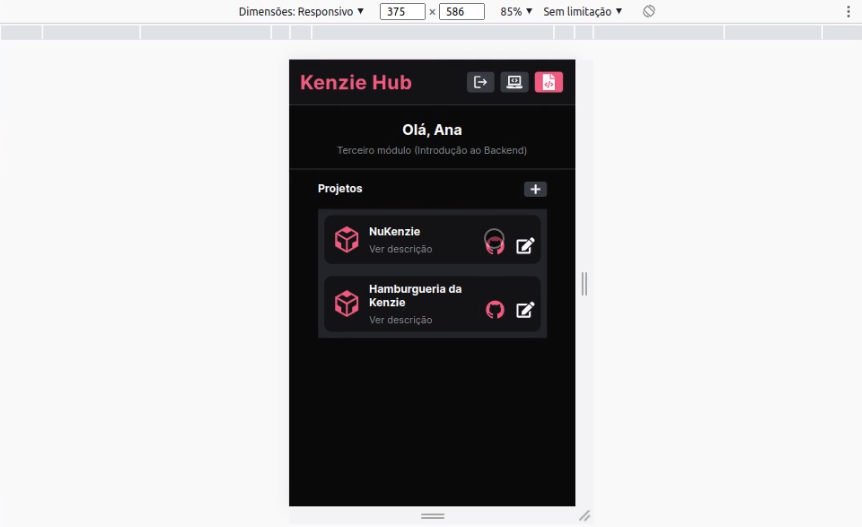 Dimensões: Responsivo ▼ 375 × 586 85% ▼ Sem limitação ▼
Kenzie Hub
Olá, Ana
Terceiro módulo (Introdução ao Backend)
Projetos
NuKenzie
Ver descrição
Hamburgueria da
Kenzie
Ver descrição